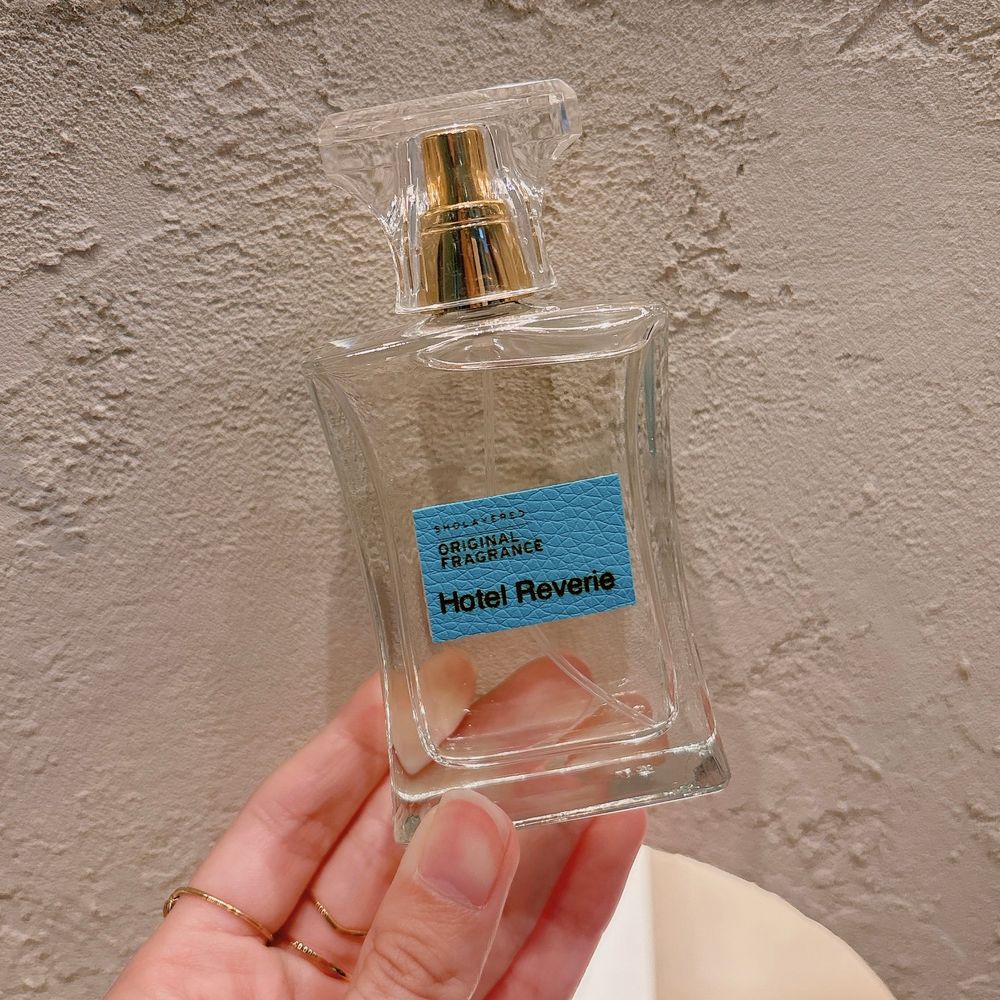 SHOLAYERED
ORIGINAL
FRAGRANCE
Hotel Reverie